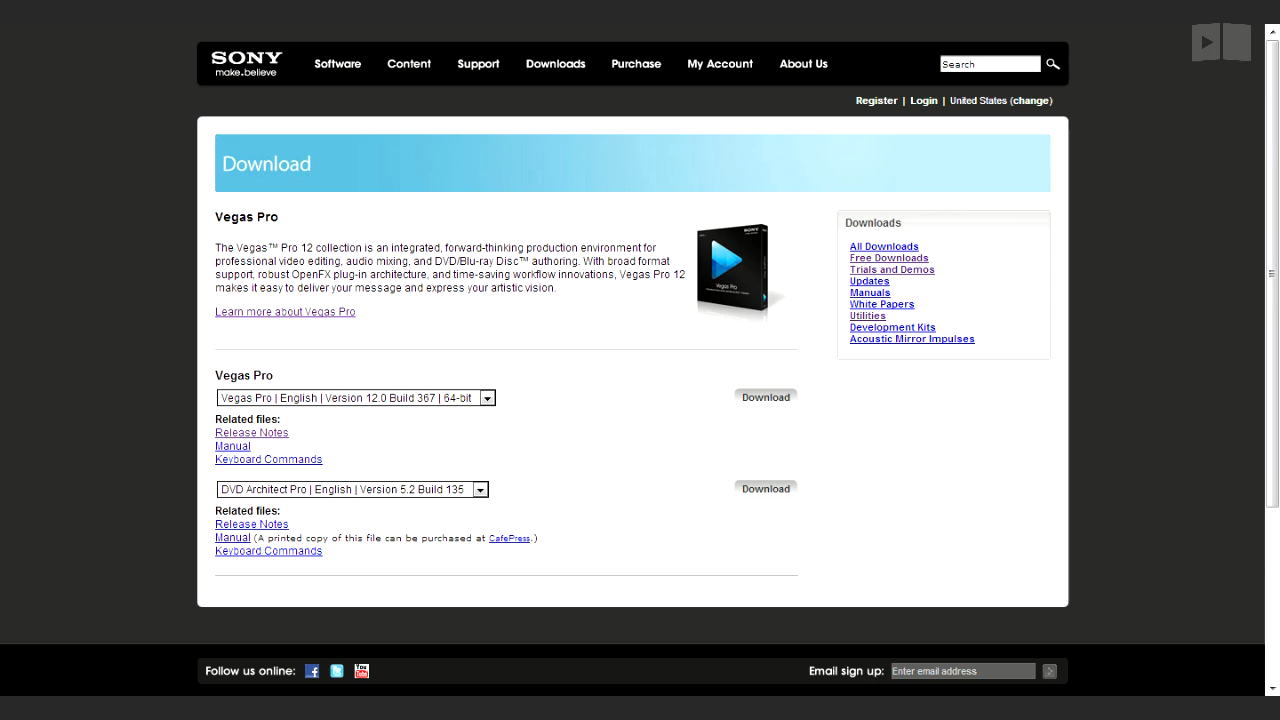 SONY
make.believe
Software Content Support Downloads Purchase My Account About Us
Search
Register | Login | United States (change)
Download
Vegas Pro
The Vegas™ Pro 12 collection is an integrated, forward-thinking production environment for
professional video editing, audio mixing, and DVD/Blu-ray Disc™ authoring. With broad format
support, robust OpenFX plug-in architecture, and time-saving workflow innovations, Vegas Pro 12
makes it easy to deliver your message and express your artistic vision.
Learn more about Vegas Pro
SONY
Vegas Pro
Downloads
All Downloads
Free Downloads
Trials and Demos
Updates
Manuals
White Papers
Utilities
Development Kits
Acoustic Mirror Impulses
Vegas Pro
Vegas Pro | English | Version 12.0 Build 367 | 64-bit
Download
Related files:
Release Notes
Manual
Keyboard Commands
DVD Architect Pro | English | Version 5.2 Build 135
Download
Related files:
Release Notes
Manual (A printed copy of this file can be purchased at CafePress.)
Keyboard Commands
Follow us online:
You
Tube
Email sign up: Enter email address